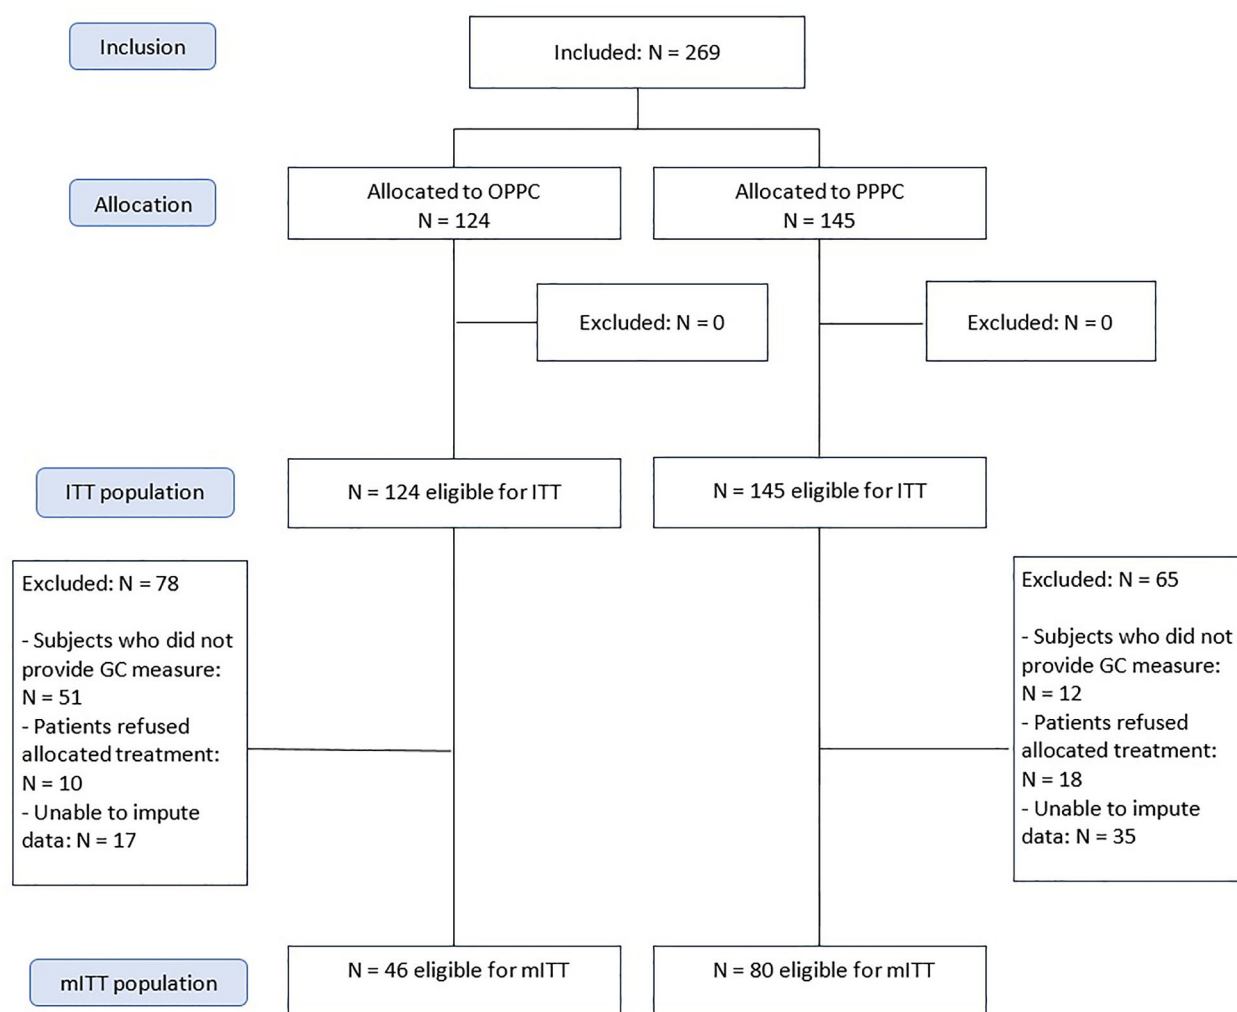 Inclusion
Included: N = 269
Allocation
Allocated to OPPC
N = 124
Allocated to PPPC
N = 145
Excluded: N = 0
Excluded: N = 0
ITT population
N = 124 eligible for ITT
N = 145 eligible for ITT
Excluded: N = 78
- Subjects who did not
provide GC measure:
N = 51
- Patients refused
allocated treatment:
N = 10
- Unable to impute
data: N = 17
Excluded: N = 65
- Subjects who did not
provide GC measure:
N = 12
- Patients refused
allocated treatment:
N = 18
- Unable to impute
data: N = 35
mITT population
N = 46 eligible for mITT
N = 80 eligible for mITT